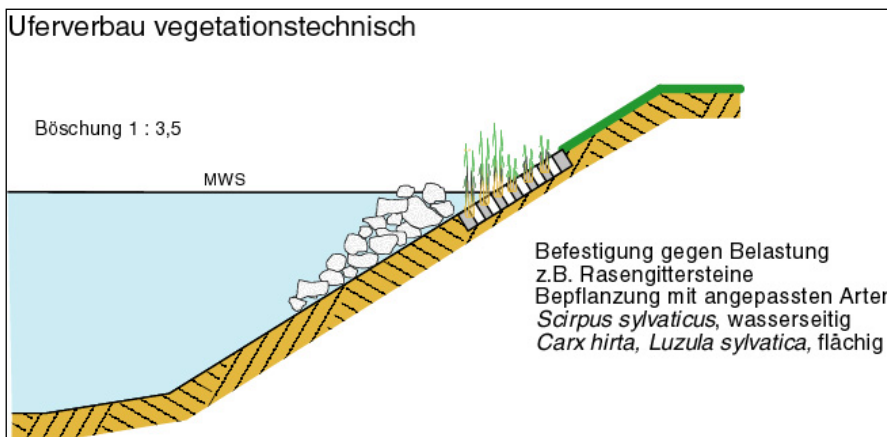 Uferverbau vegetationstechnisch
Böschung 1 : 3,5
MWS
Befestigung gegen Belastung
z.B. Rasengittersteine
Bepflanzung mit angepassten Arten
Scirpus sylvaticus, wasserseitig
Carx hirta, Luzula sylvatica, flächig